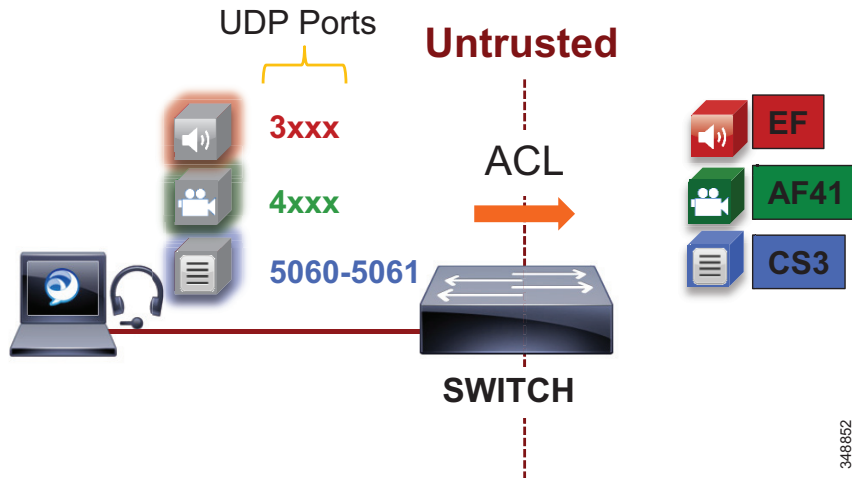 UDP Ports
Untrusted
3xxx
4xxx
5060-5061
ACL
EF
AF41
CS3
SWITCH
348852